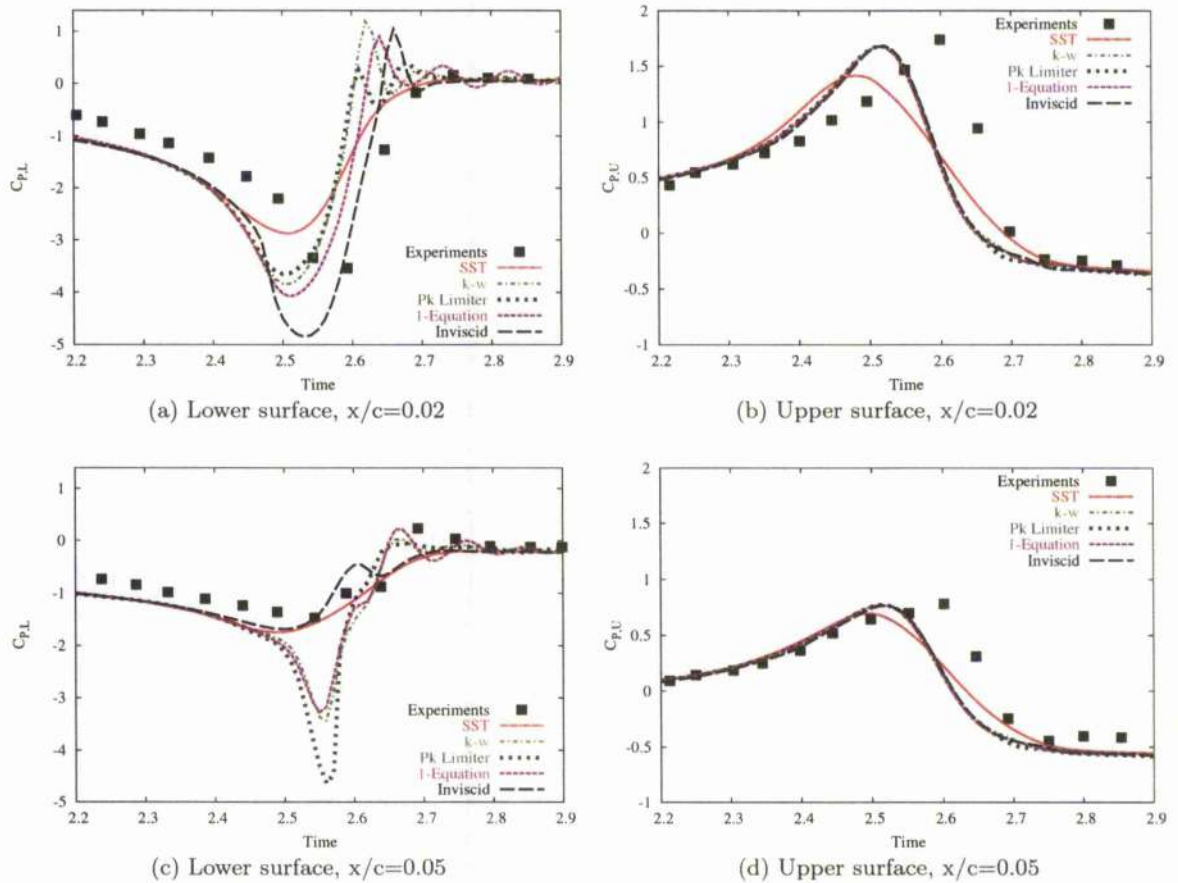 1
0
-1
-2
-3
-4
-5
C_{P,L}
2.2 2.3 2.4 2.5 2.6 2.7 2.8 2.9
Time
Experiments
SST
k-w
Pk Limiter
1-Equation
Inviscid
(a) Lower surface, x/c=0.02
2
1.5
1
0.5
0
-0.5
-1
C_{P,U}
2.2 2.3 2.4 2.5 2.6 2.7 2.8 2.9
Time
Experiments
SST
k-w
Pk Limiter
1-Equation
Inviscid
(b) Upper surface, x/c=0.02
1
0
-1
-2
-3
-4
-5
C_{P,L}
2.2 2.3 2.4 2.5 2.6 2.7 2.8 2.9
Time
Experiments
SST
k-w
Pk Limiter
1-Equation
Inviscid
(c) Lower surface, x/c=0.05
2
1.5
1
0.5
0
-0.5
-1
C_{P,U}
2.2 2.3 2.4 2.5 2.6 2.7 2.8 2.9
Time
Experiments
SST
k-w
Pk Limiter
1-Equation
Inviscid
(d) Upper surface, x/c=0.05